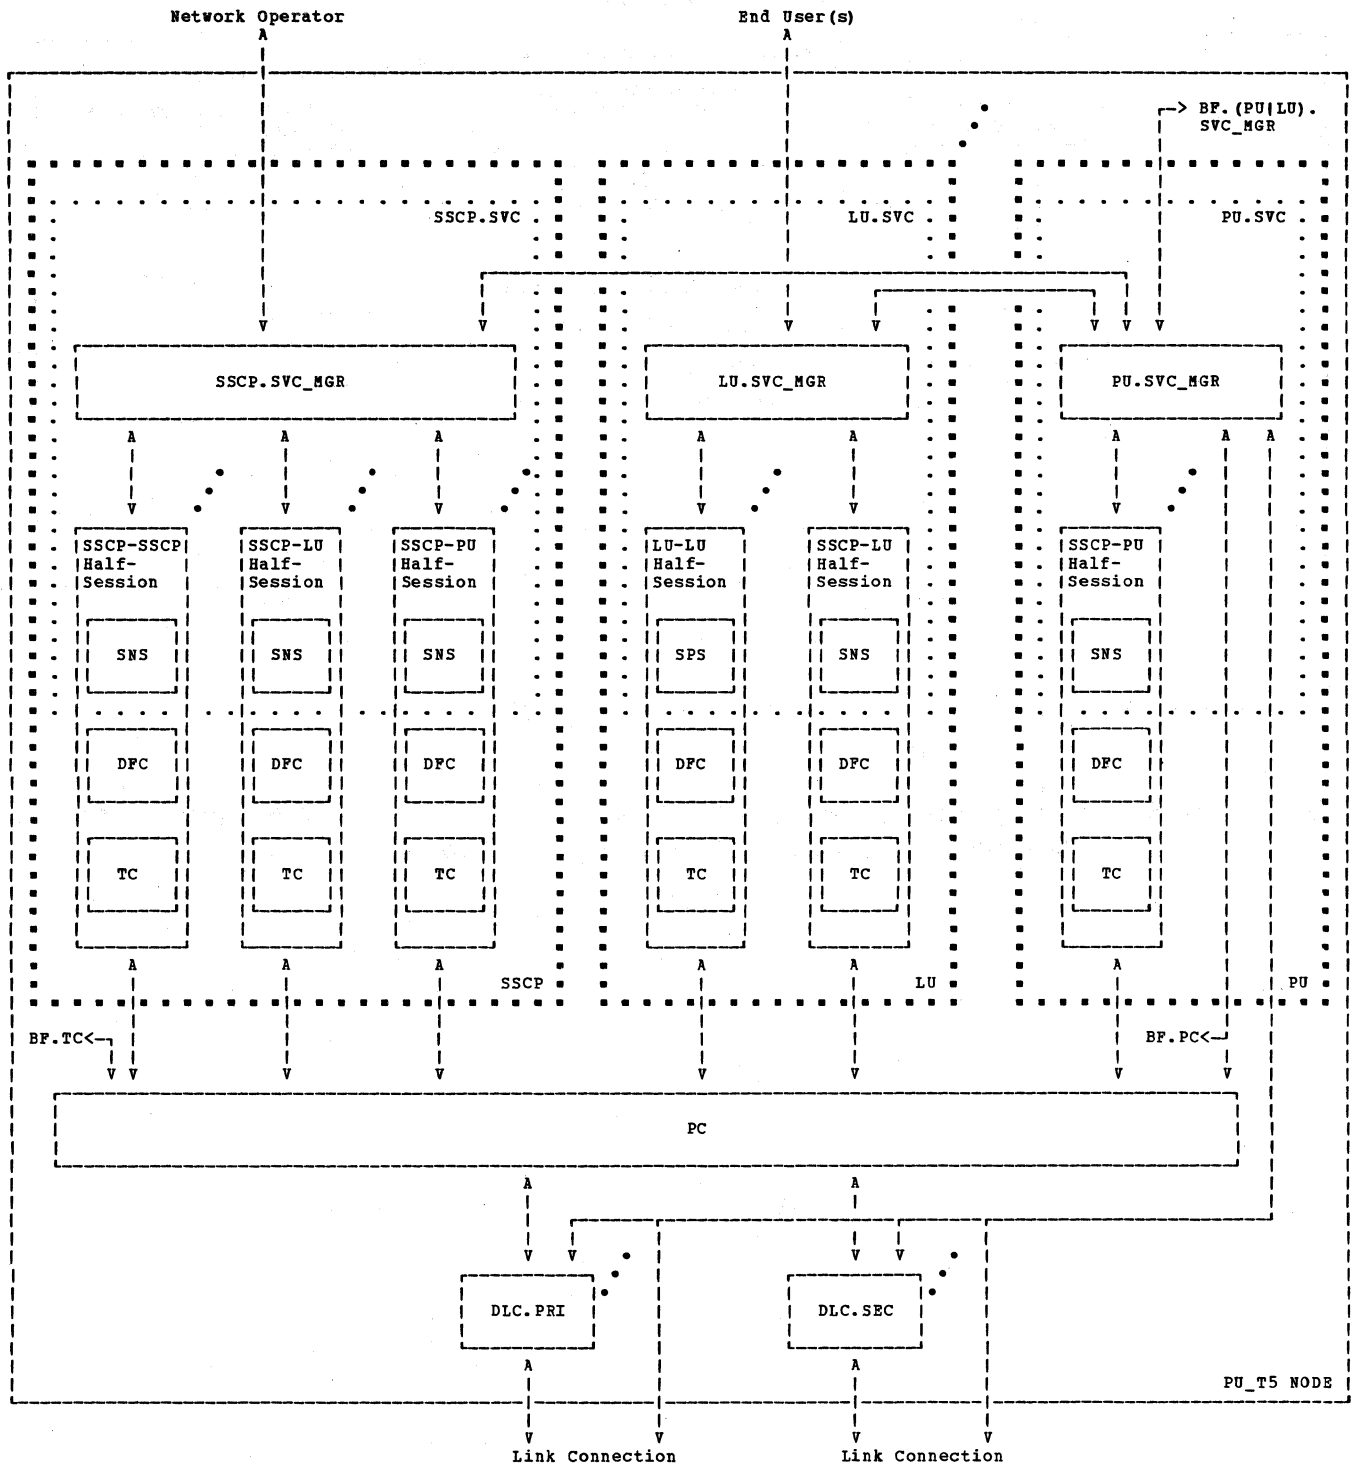 Network Operator
End User(s)
BF.(PU|LU).
SVC_MGR
SSCP.SVC
LU.SVC
PU.SVC
SSCP.SVC_MGR
LU.SVC_MGR
PU.SVC_MGR
SSCP-SSCP
Half-
Session
SSCP-LU
Half-
Session
SSCP-PU
Half-
Session
LU-LU
Half-
Session
SSCP-LU
Half-
Session
SSCP-PU
Half-
Session
SNS
SNS
SNS
SPS
SNS
SNS
DFC
DFC
DFC
DFC
DFC
DFC
TC
TC
TC
TC
TC
TC
SSCP
LU
PU
BF.TC
BF.PC
PC
DLC.PRI
DLC.SEC
PU_T5 NODE
Link Connection
Link Connection